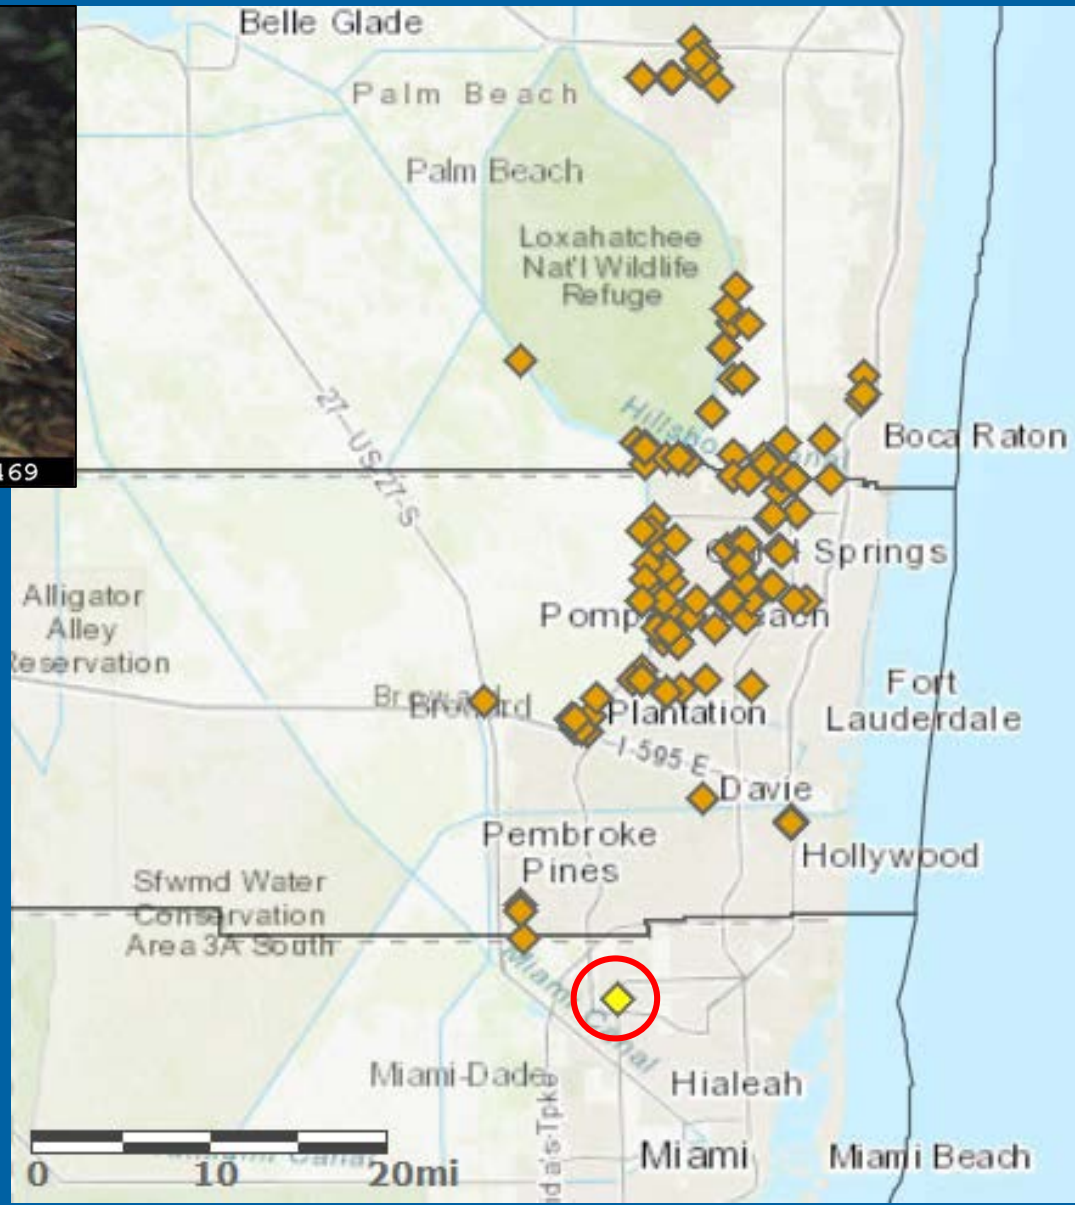 Belle Glade
Palm Beach
Palm Beach
Loxahatchee
Nat'l Wildlife
Refuge
469
27-US-27-S
Boca Raton
Springs
Alligator
Alley
Reservation
Fort
Lauderdale
Plantation
I-595-E
Davie
Pembroke
Pines
Hollywood
Sfwmd Water
Conservation
Area 3A South
Miami Canal
Miami-Dade
Hialeah
Miami
Miami Beach
0 10 20mi